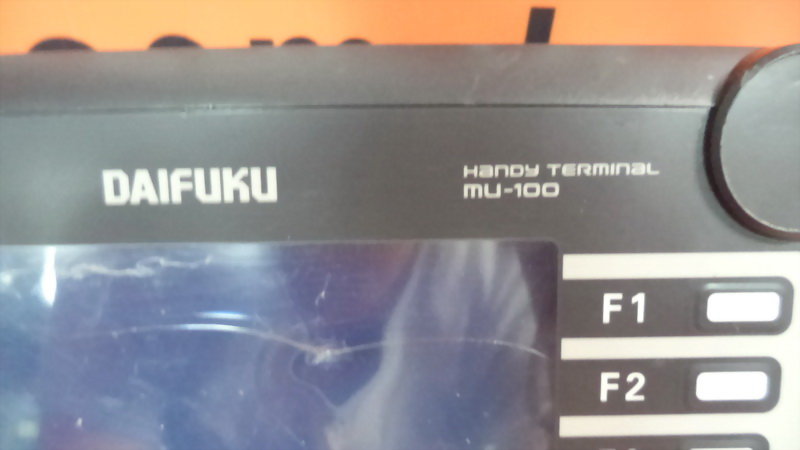 DAIFUKU
HANDY TERMINAL
MU-100
F1
F2